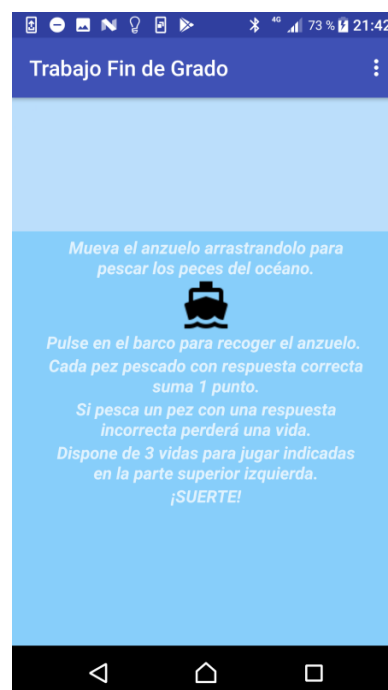 4G 73 % 21:42
Trabajo Fin de Grado
Mueva el anzuelo arrastrandolo para
pescar los peces del océano.
Pulse en el barco para recoger el anzuelo.
Cada pez pescado con respuesta correcta
suma 1 punto.
Si pesca un pez con una respuesta
incorrecta perderá una vida.
Dispone de 3 vidas para jugar indicadas
en la parte superior izquierda.
¡SUERTE!